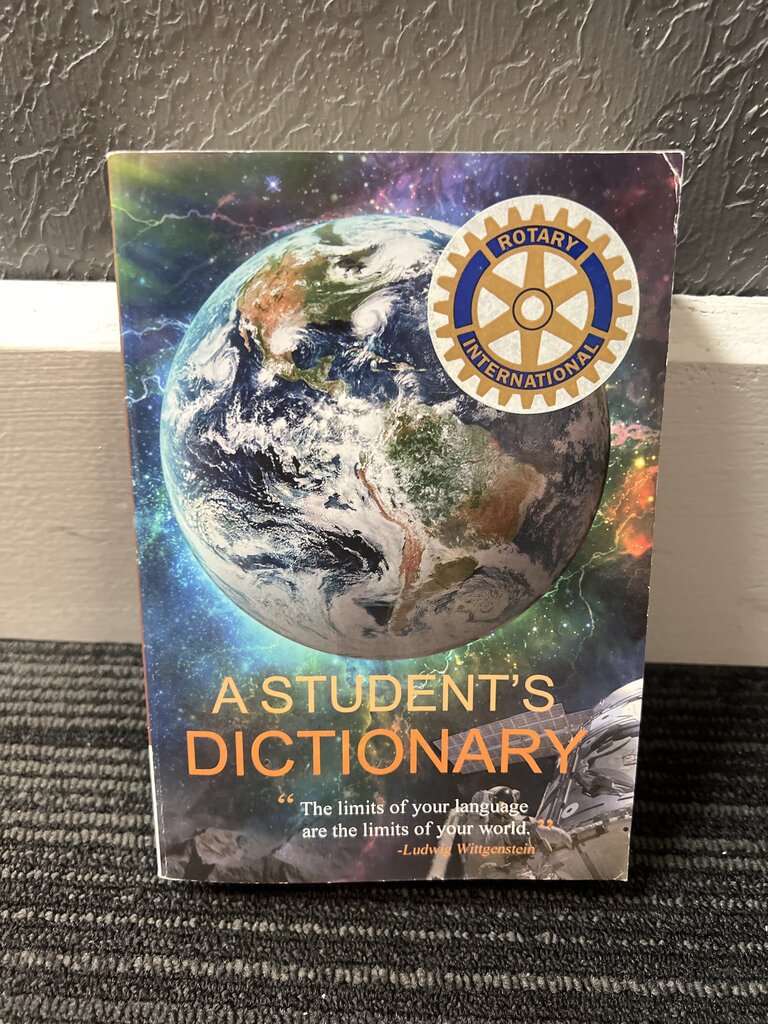 ROTARY
INTERNATIONAL
A STUDENT'S
DICTIONARY
“ The limits of your language
are the limits of your world. ”
-Ludwig Wittgenstein